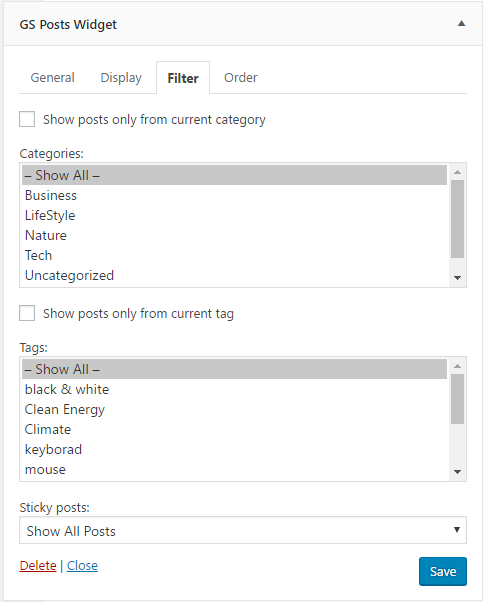 GS Posts Widget
General Display Filter Order
Show posts only from current category
Categories:
– Show All –
Business
LifeStyle
Nature
Tech
Uncategorized
Show posts only from current tag
Tags:
– Show All –
black & white
Clean Energy
Climate
keyborad
mouse
Sticky posts:
Show All Posts
Delete | Close Save